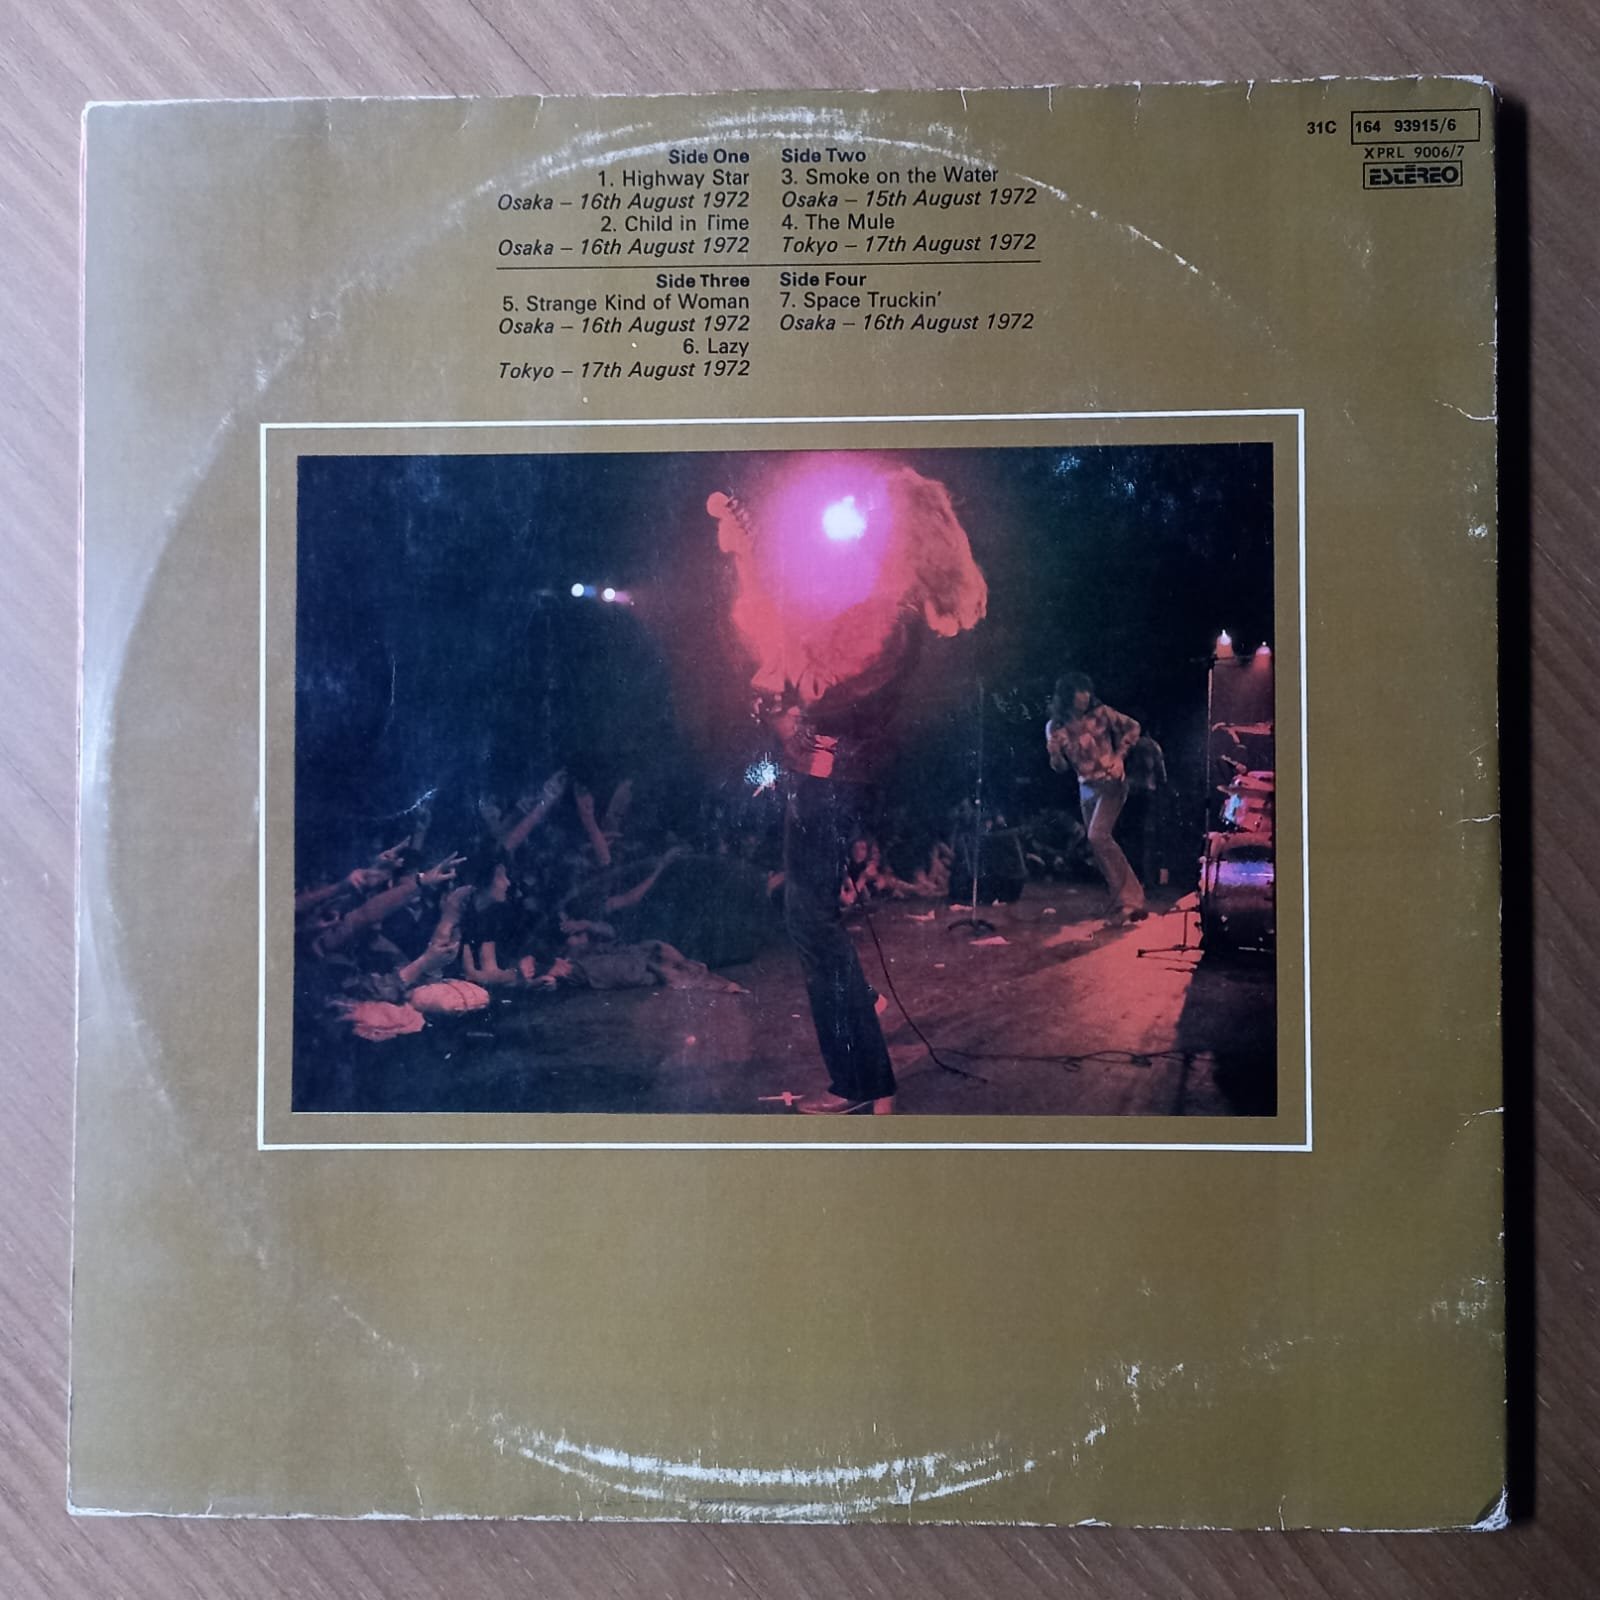 31C 164 93915/6
XPRL 9006/7
ESTÉREO
Side One
1. Highway Star
Osaka – 16th August 1972
2. Child in Time
Osaka – 16th August 1972
Side Two
3. Smoke on the Water
Osaka – 15th August 1972
4. The Mule
Tokyo – 17th August 1972
Side Three
5. Strange Kind of Woman
Osaka – 16th August 1972
6. Lazy
Tokyo – 17th August 1972
Side Four
7. Space Truckin'
Osaka – 16th August 1972